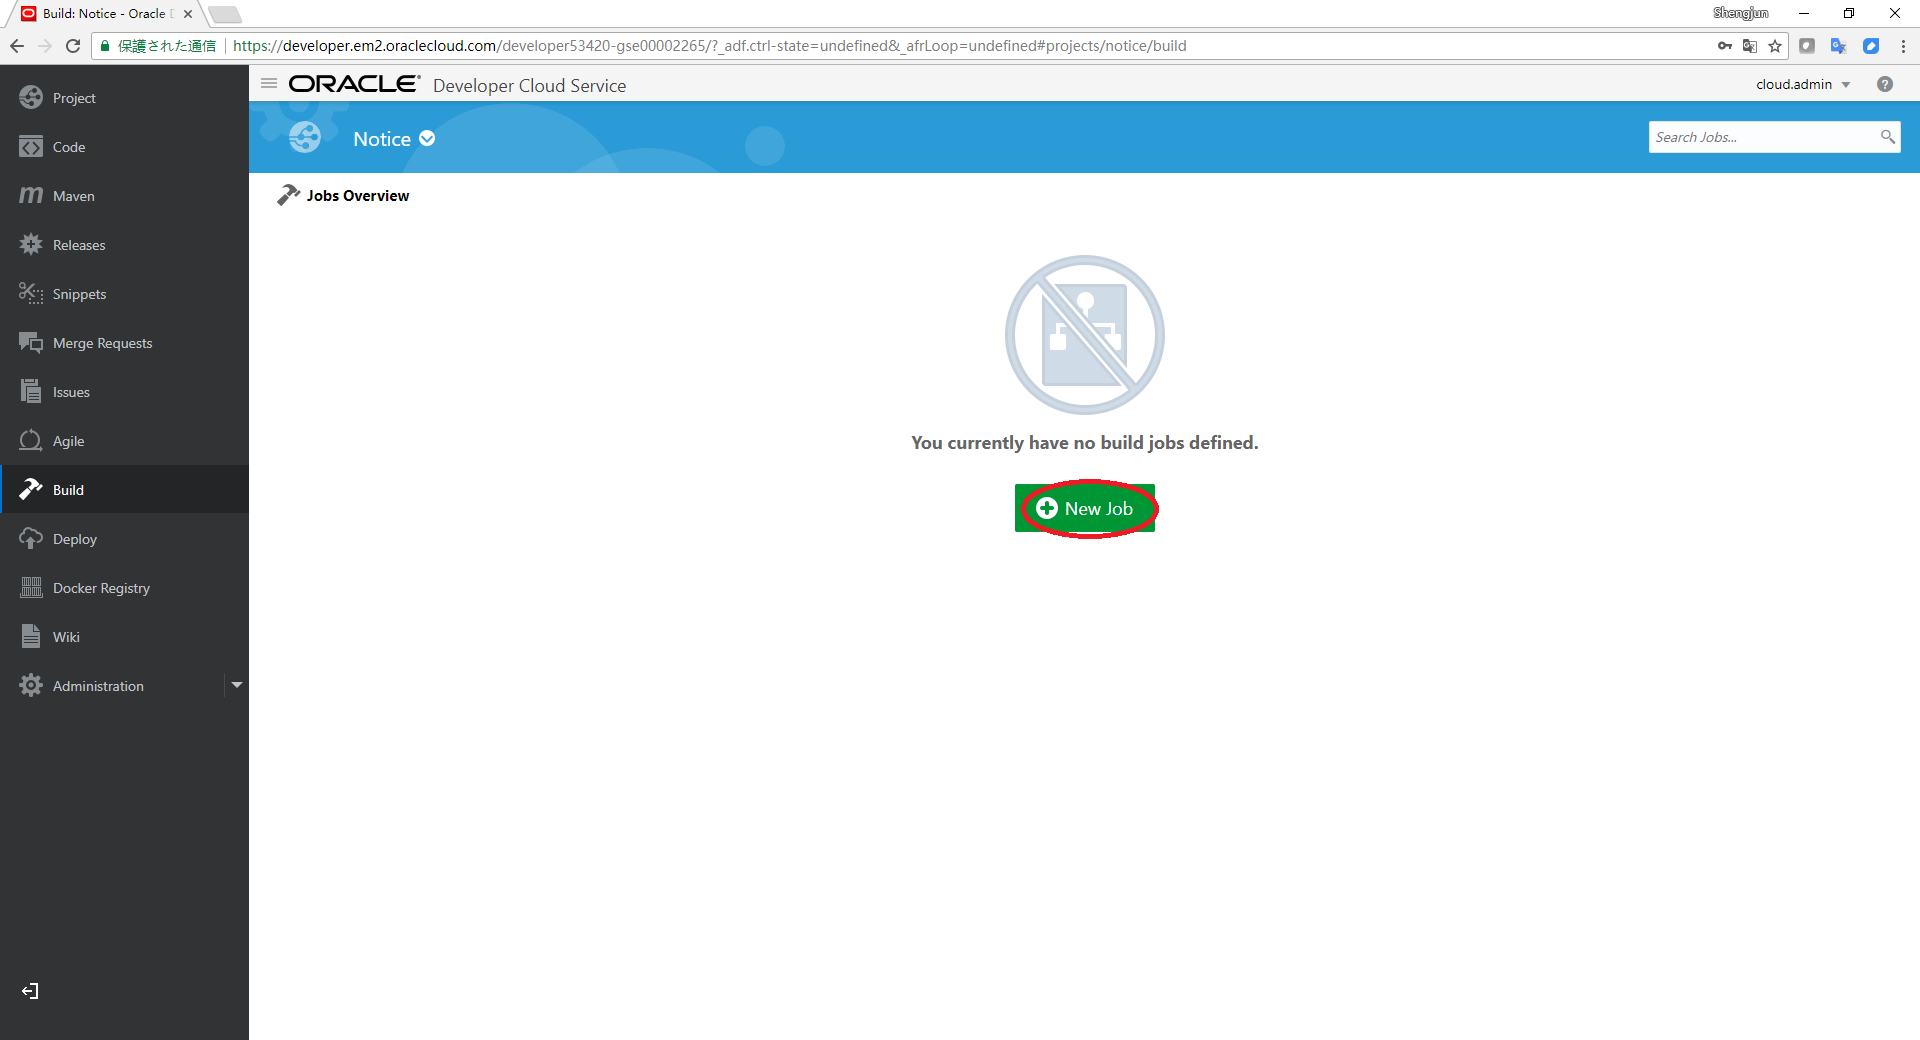 Build: Notice - Oracle
Shengjun
保護された通信
https://developer.em2.oraclecloud.com/developer53420-gse00002265/?_adf.ctrl-state=undefined&_afrLoop=undefined#projects/notice/build
ORACLE Developer Cloud Service
cloud.admin
Project
Code
Maven
Releases
Snippets
Merge Requests
Issues
Agile
Build
Deploy
Docker Registry
Wiki
Administration
Notice
Search Jobs...
Jobs Overview
You currently have no build jobs defined.
New Job